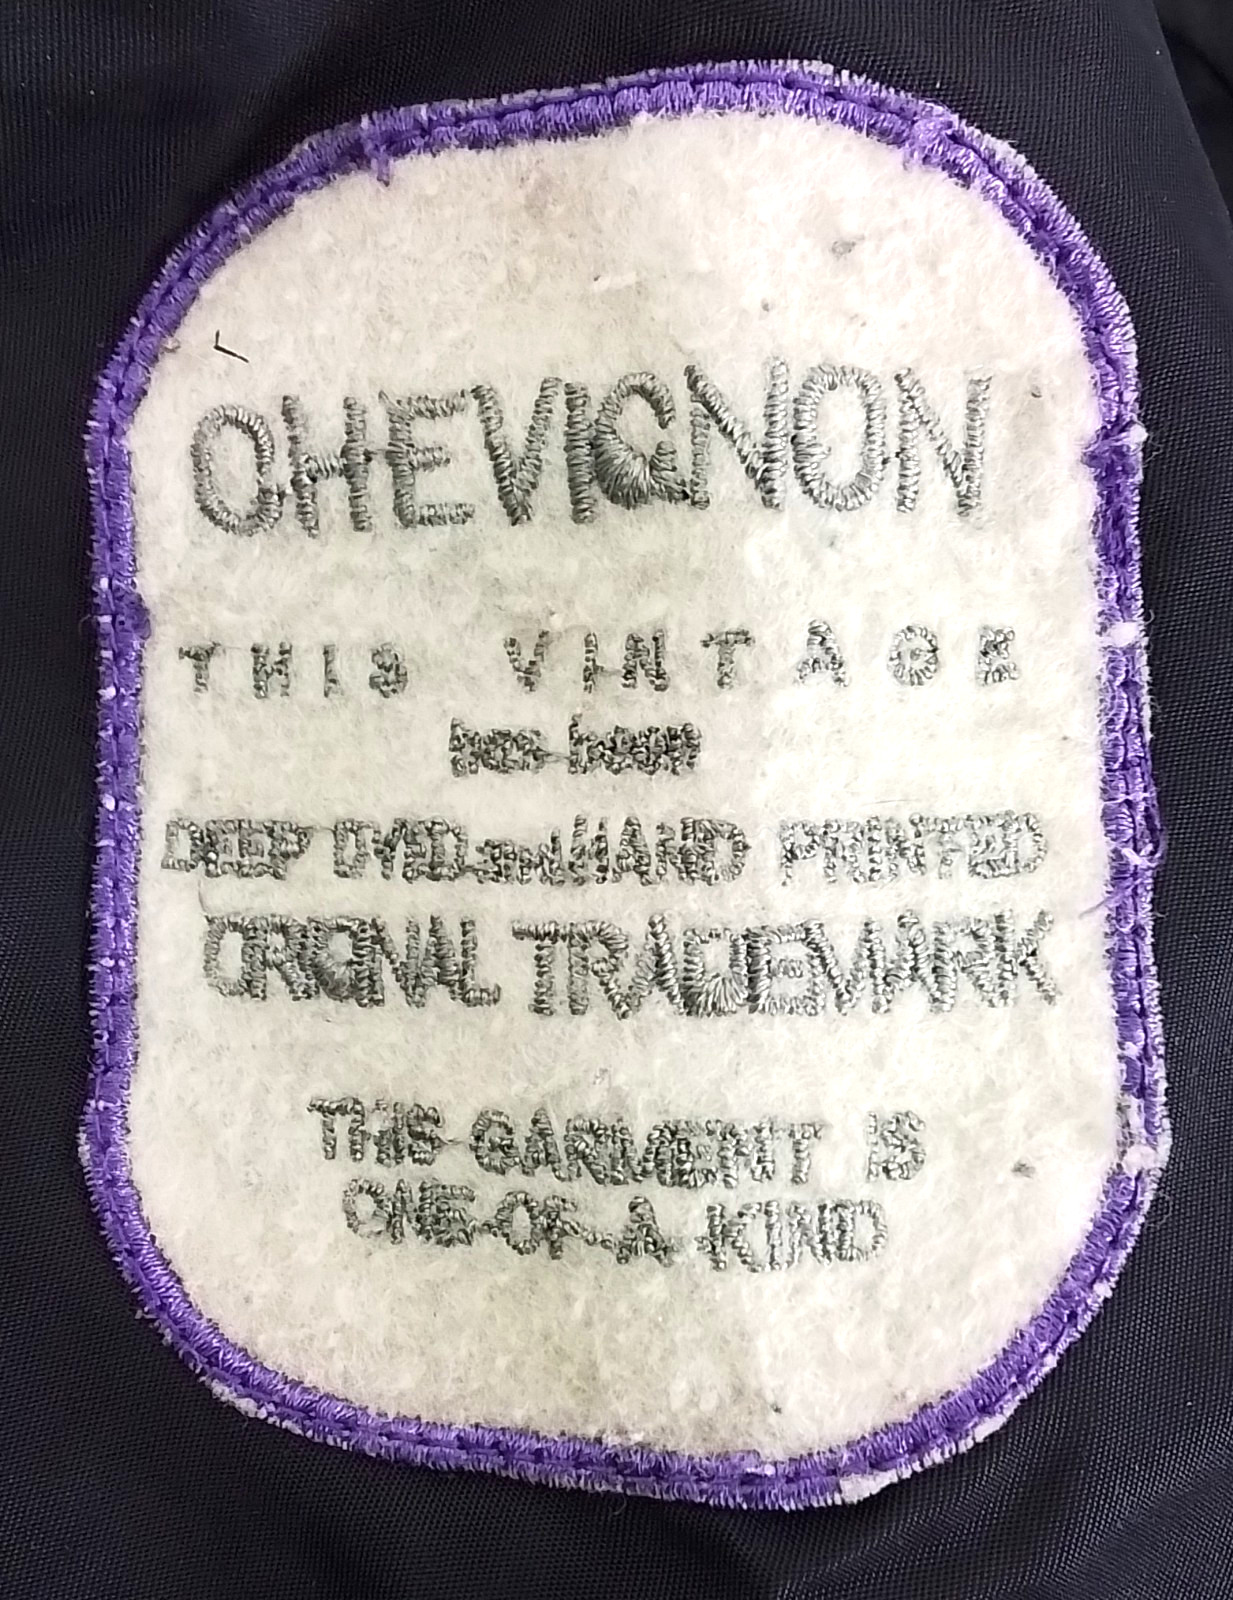 CHEVIGNON
THIS VINTAGE
has been
DEEP DYED and HAND PRINTED
ORIGINAL TRADEMARK
THIS GARMENT IS
ONE-OF-A-KIND